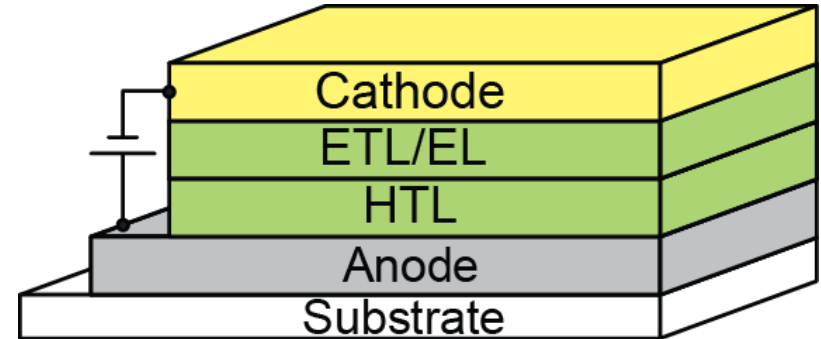 Cathode
ETL/EL
HTL
Anode
Substrate